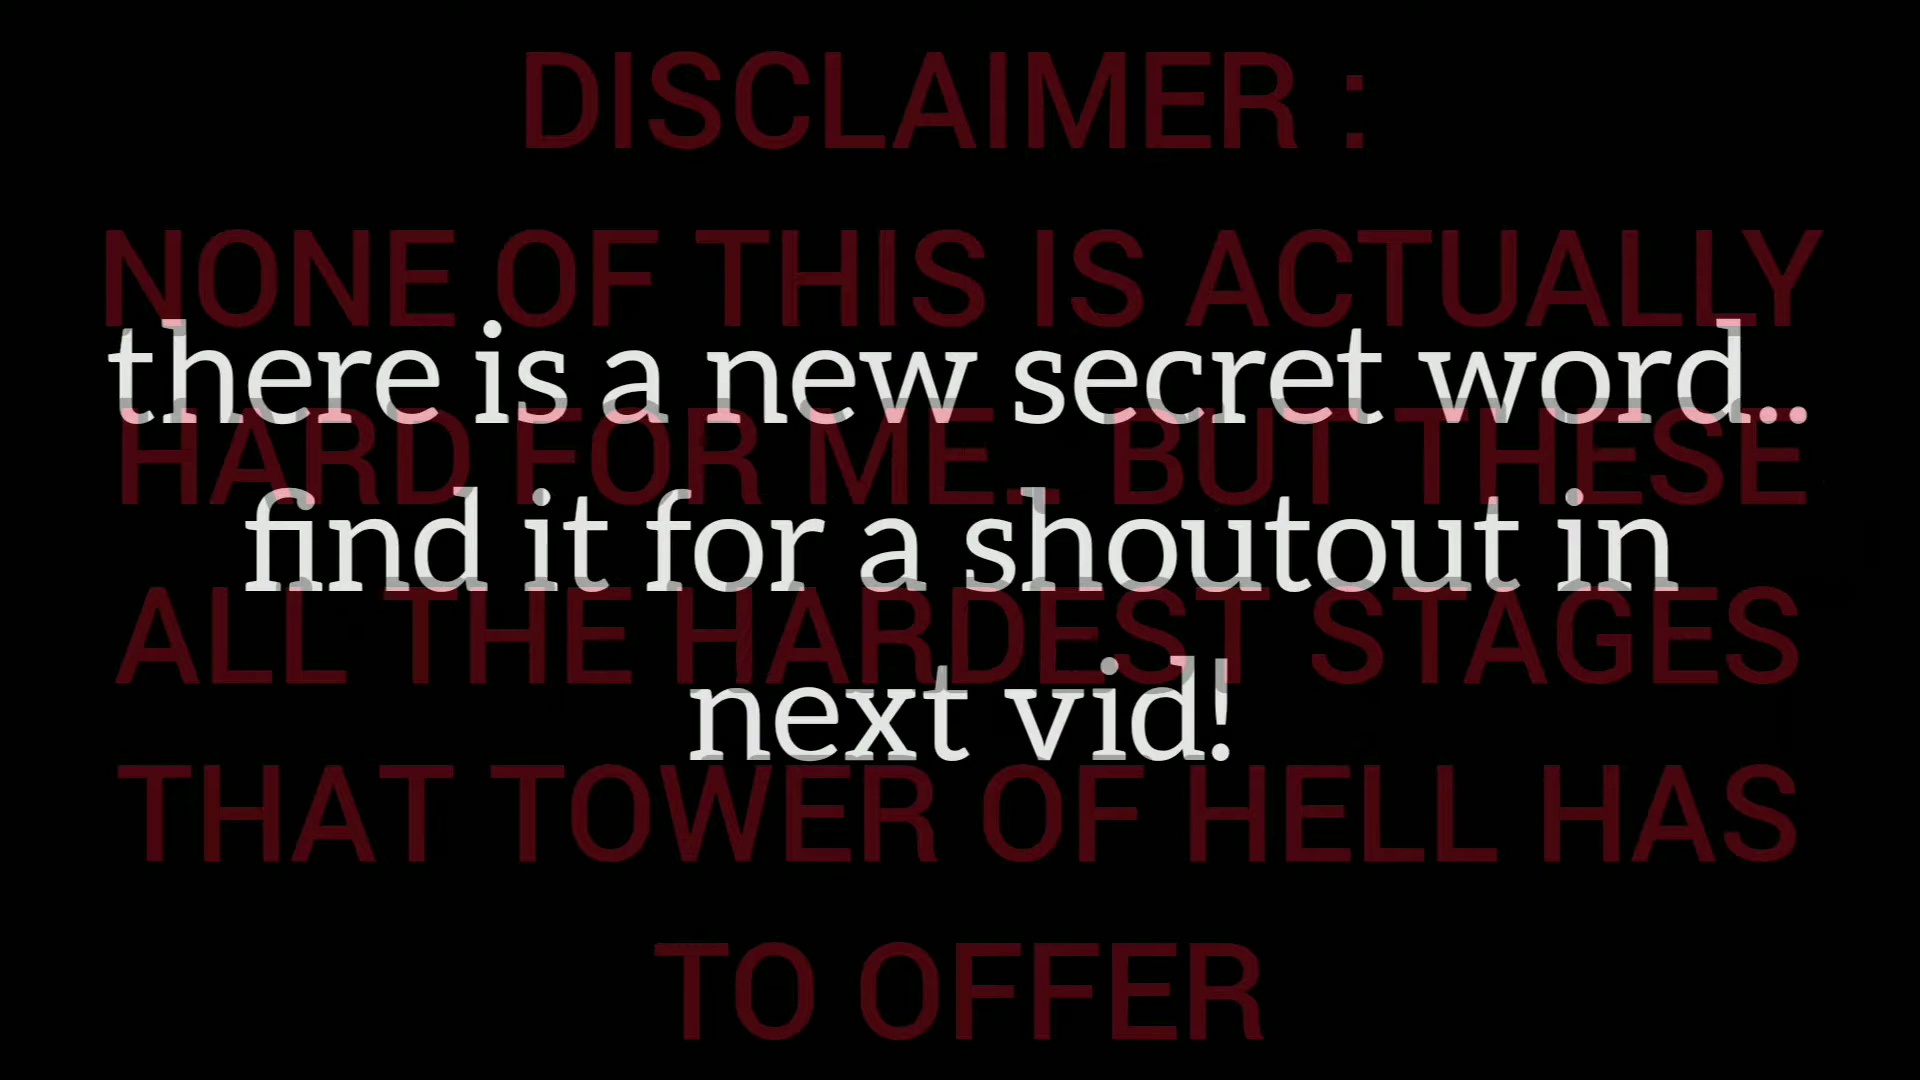 DISCLAIMER :
NONE OF THIS IS ACTUALLY
HARD FOR ME.. BUT THESE
ALL THE HARDEST STAGES
THAT TOWER OF HELL HAS
TO OFFER
there is a new secret word..
find it for a shoutout in
next vid!